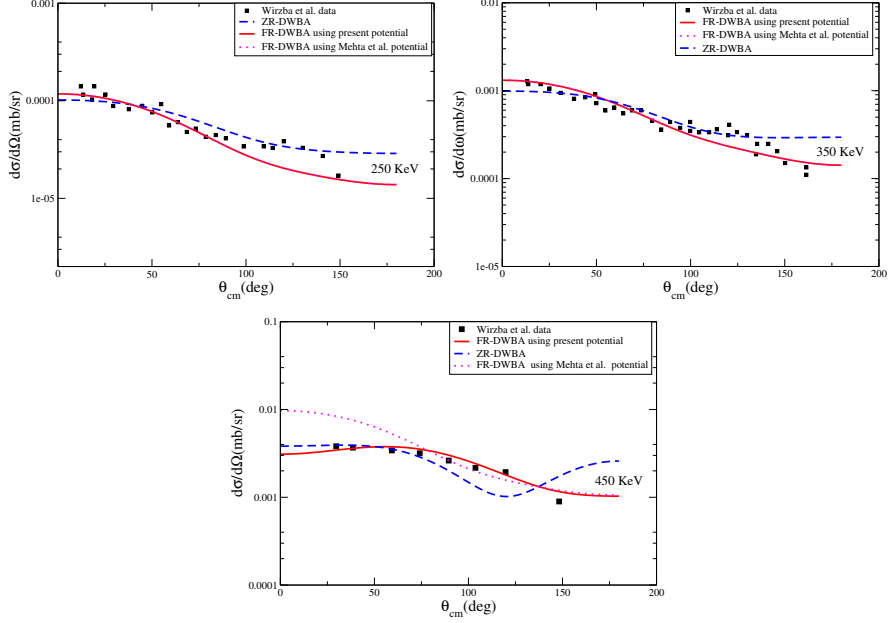 0.001
0.0001
1e-05
dσ/dΩ(mb/sr)
Wirzba et al. data
ZR-DWBA
FR-DWBA using present potential
FR-DWBA using Mehta et al. potential
250 KeV
0 50 100 150 200
θcm(deg)
0.01
0.001
0.0001
1e-05
dσ/dω(mb/sr)
Wirzba et al. data
FR-DWBA using present potential
FR-DWBA using Mehta et al. potential
ZR-DWBA
350 KeV
0 50 100 150 200
θcm(deg)
0.1
0.01
0.001
0.0001
dσ/dΩ(mb/sr)
Wirzba et al. data
FR-DWBA using present potential
ZR-DWBA
FR-DWBA using Mehta et al. potential
450 KeV
0 50 100 150 200
θcm(deg)